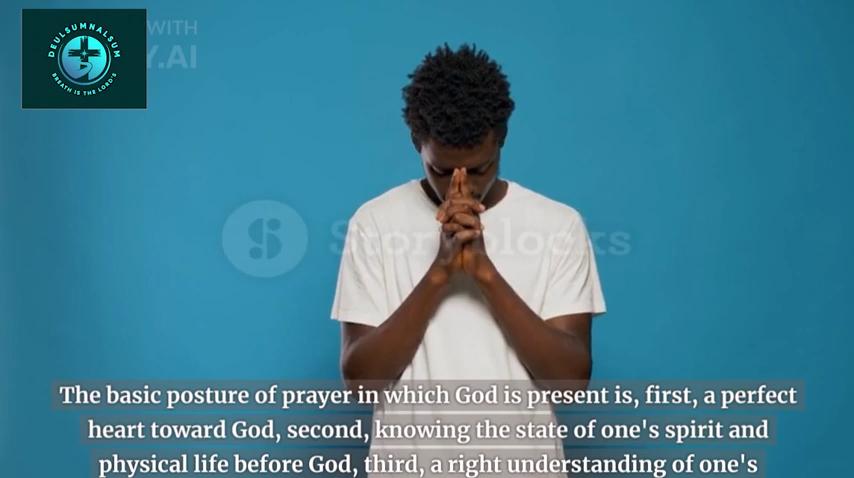 DEULSUMNALSUM
BREATH IS THE LORD'S
WITH
Y.AI
Storyblocks
The basic posture of prayer in which God is present is, first, a perfect
heart toward God, second, knowing the state of one's spirit and
physical life before God, third, a right understanding of one's